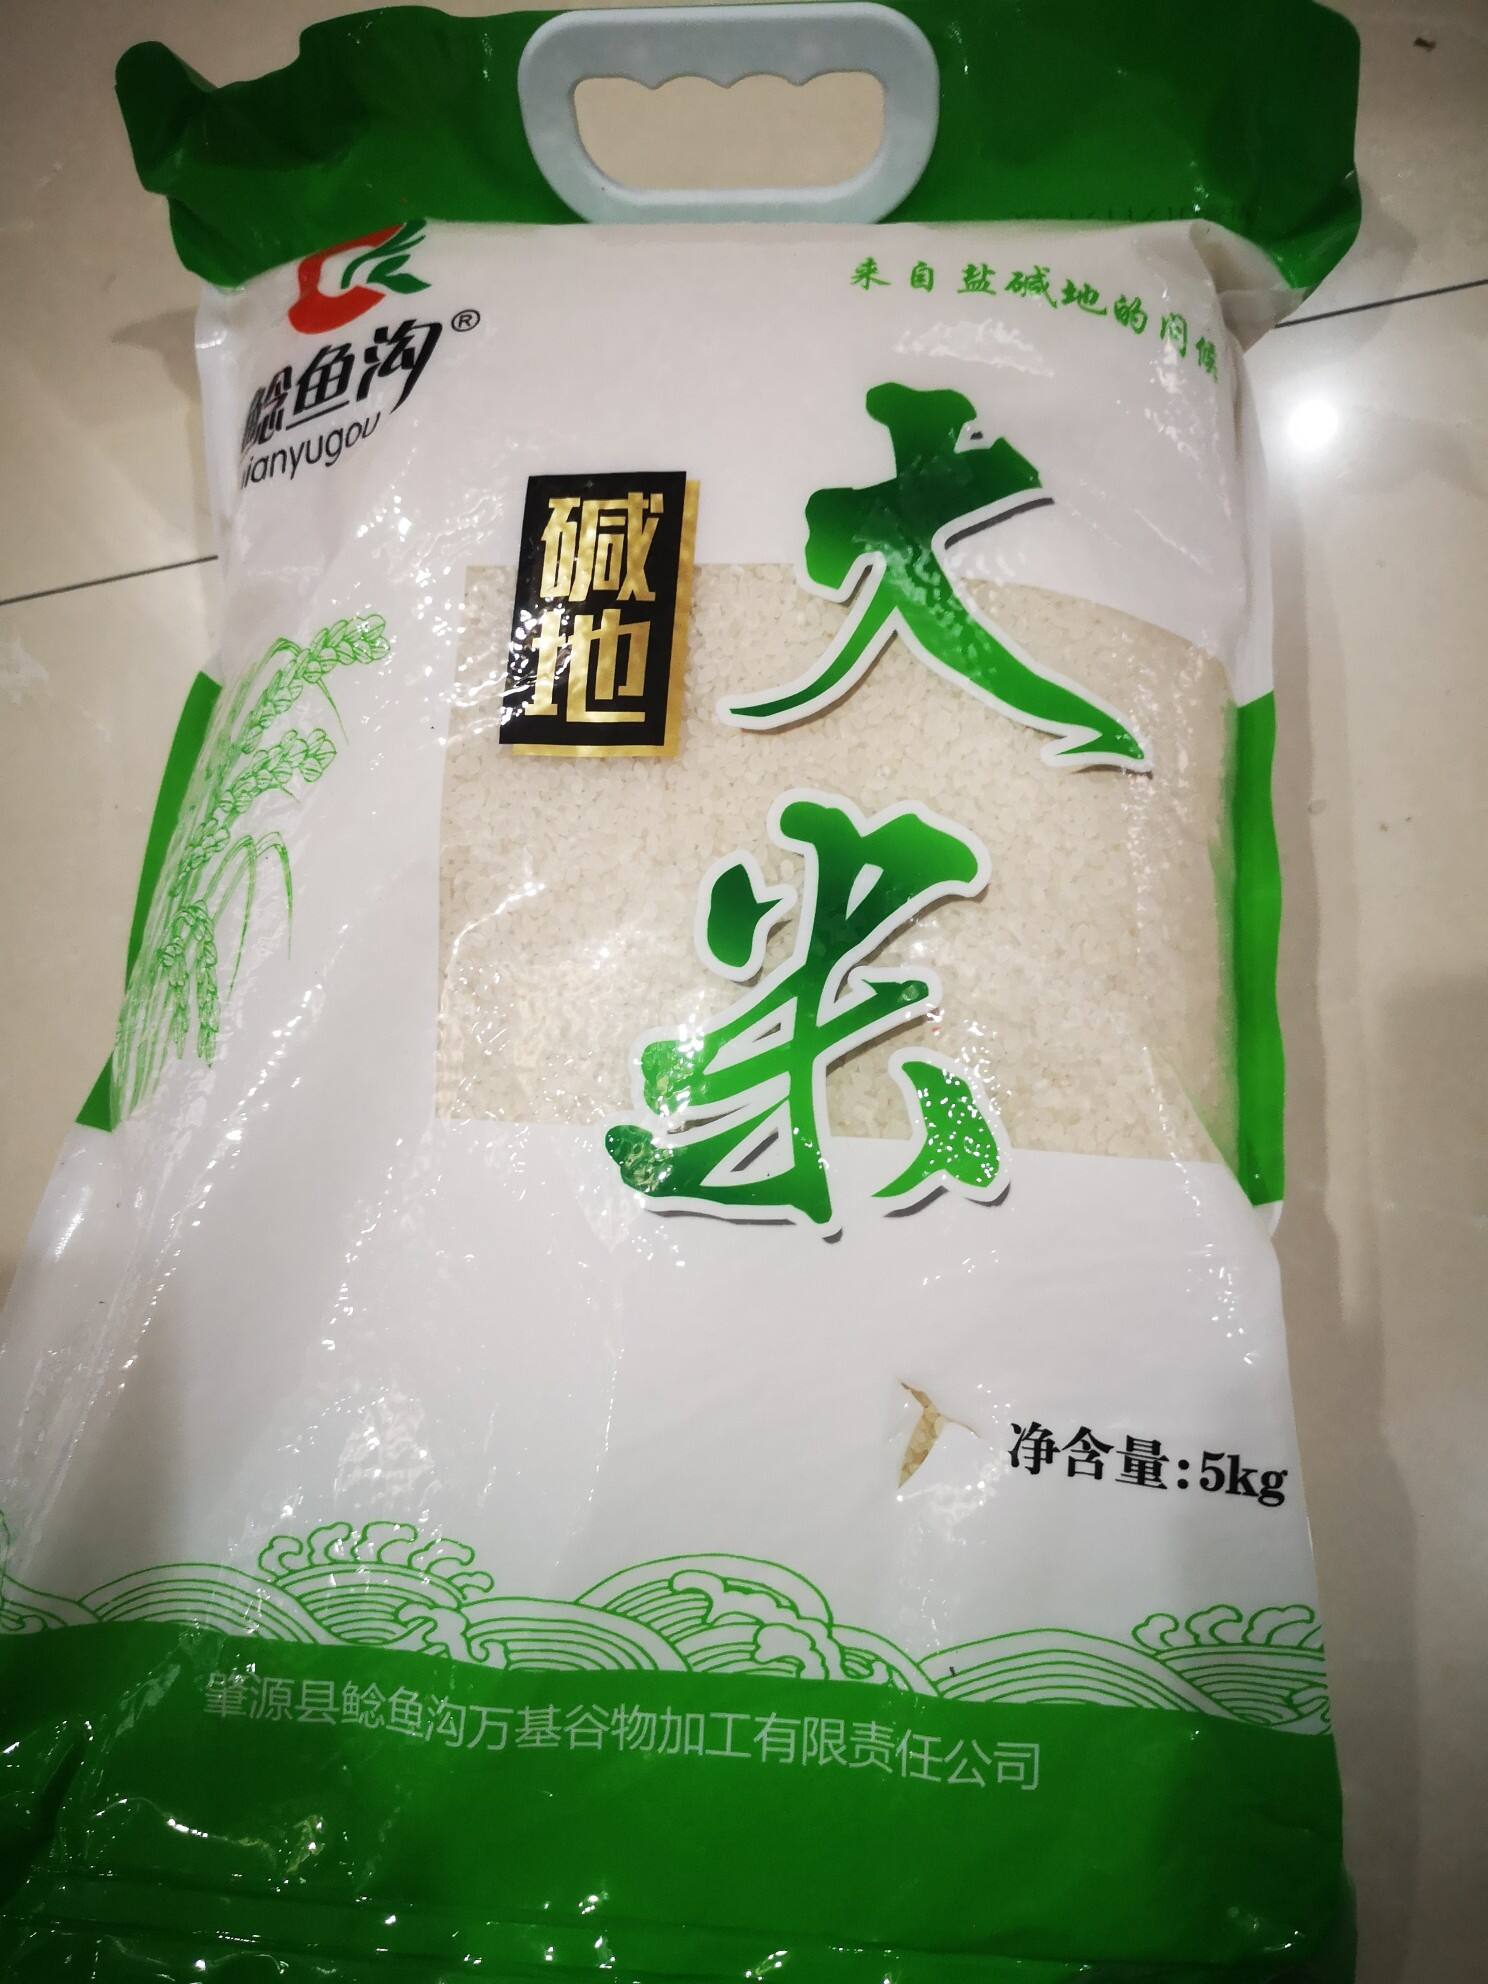 来自盐碱地的问候
鲶鱼沟®
nianyugou
碱地
大米
净含量:5kg
肇源县鲶鱼沟万基谷物加工有限责任公司